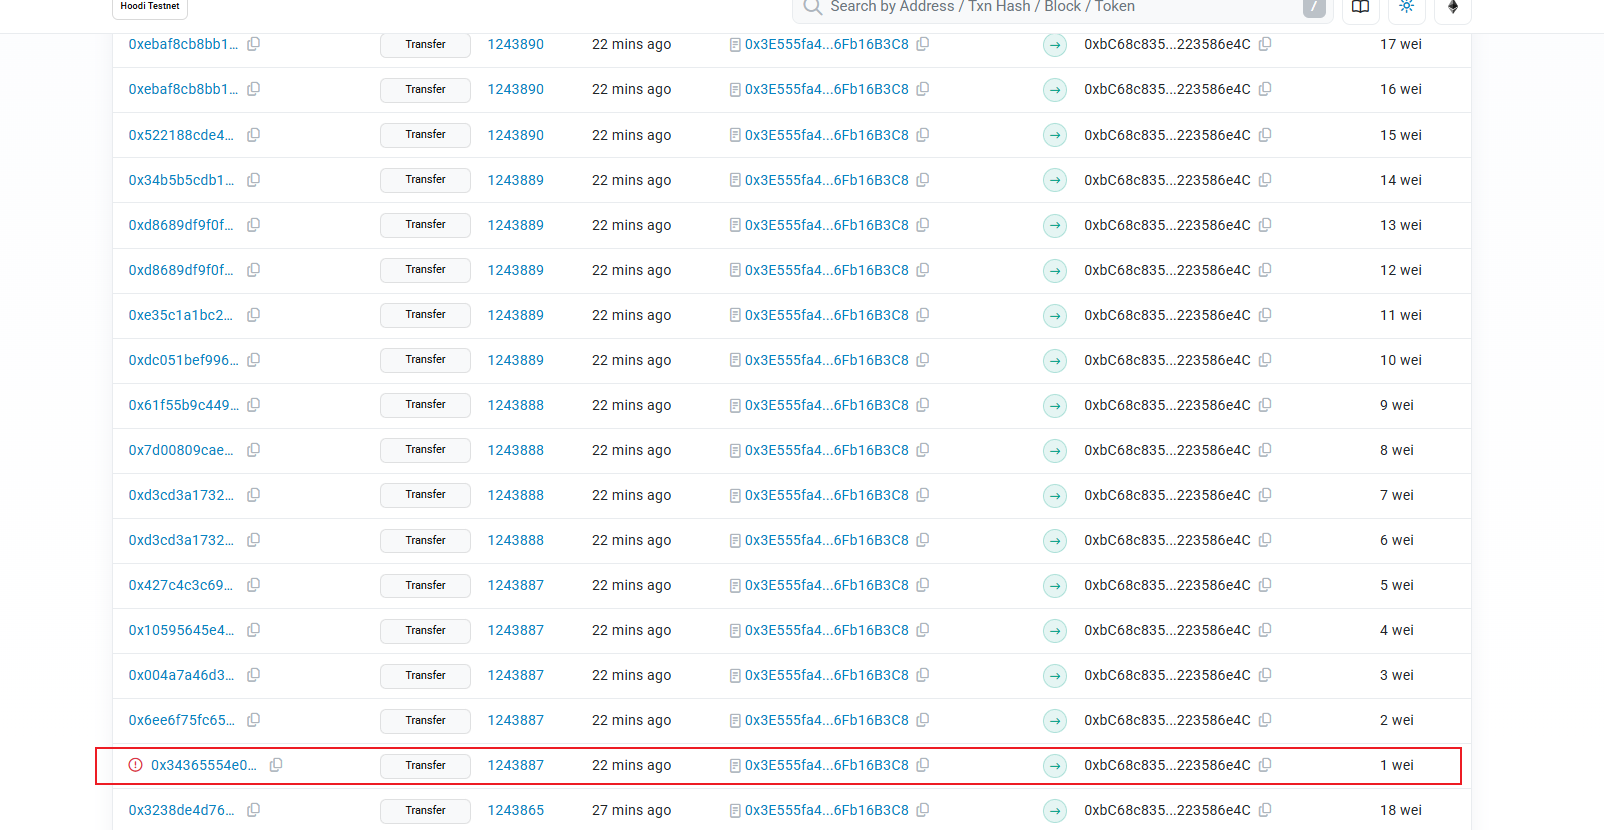 Hoodi Testnet Search by Address / Txn Hash / Block / Token /
0xebaf8cb8bb1... Transfer 1243890 22 mins ago 0x3E555fa4...6Fb16B3C8 0xbC68c835...223586e4C 17 wei
0xebaf8cb8bb1... Transfer 1243890 22 mins ago 0x3E555fa4...6Fb16B3C8 0xbC68c835...223586e4C 16 wei
0x522188cde4... Transfer 1243890 22 mins ago 0x3E555fa4...6Fb16B3C8 0xbC68c835...223586e4C 15 wei
0x34b5b5cdb1... Transfer 1243889 22 mins ago 0x3E555fa4...6Fb16B3C8 0xbC68c835...223586e4C 14 wei
0xd8689df9f0f... Transfer 1243889 22 mins ago 0x3E555fa4...6Fb16B3C8 0xbC68c835...223586e4C 13 wei
0xd8689df9f0f... Transfer 1243889 22 mins ago 0x3E555fa4...6Fb16B3C8 0xbC68c835...223586e4C 12 wei
0xe35c1a1bc2... Transfer 1243889 22 mins ago 0x3E555fa4...6Fb16B3C8 0xbC68c835...223586e4C 11 wei
0xdc051bef996... Transfer 1243889 22 mins ago 0x3E555fa4...6Fb16B3C8 0xbC68c835...223586e4C 10 wei
0x61f55b9c449... Transfer 1243888 22 mins ago 0x3E555fa4...6Fb16B3C8 0xbC68c835...223586e4C 9 wei
0x7d00809cae... Transfer 1243888 22 mins ago 0x3E555fa4...6Fb16B3C8 0xbC68c835...223586e4C 8 wei
0xd3cd3a1732... Transfer 1243888 22 mins ago 0x3E555fa4...6Fb16B3C8 0xbC68c835...223586e4C 7 wei
0xd3cd3a1732... Transfer 1243888 22 mins ago 0x3E555fa4...6Fb16B3C8 0xbC68c835...223586e4C 6 wei
0x427c4c3c69... Transfer 1243887 22 mins ago 0x3E555fa4...6Fb16B3C8 0xbC68c835...223586e4C 5 wei
0x10595645e4... Transfer 1243887 22 mins ago 0x3E555fa4...6Fb16B3C8 0xbC68c835...223586e4C 4 wei
0x004a7a46d3... Transfer 1243887 22 mins ago 0x3E555fa4...6Fb16B3C8 0xbC68c835...223586e4C 3 wei
0x6ee6f75fc65... Transfer 1243887 22 mins ago 0x3E555fa4...6Fb16B3C8 0xbC68c835...223586e4C 2 wei
0x34365554e0... Transfer 1243887 22 mins ago 0x3E555fa4...6Fb16B3C8 0xbC68c835...223586e4C 1 wei
0x3238de4d76... Transfer 1243865 27 mins ago 0x3E555fa4...6Fb16B3C8 0xbC68c835...223586e4C 18 wei